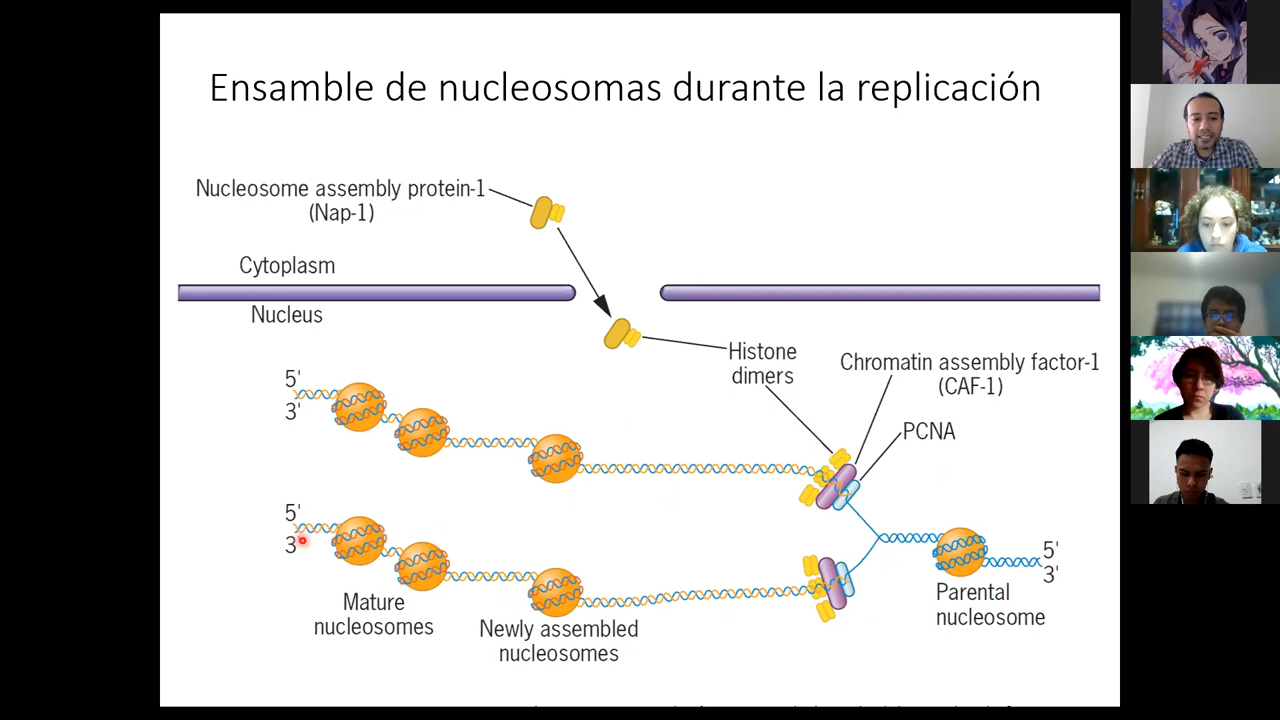 Ensamble de nucleosomas durante la replicación
Nucleosome assembly protein-1
(Nap-1)
Cytoplasm
Nucleus
Histone
dimers
Chromatin assembly factor-1
(CAF-1)
PCNA
5'
3'
5'
3'
5'
3'
Mature
nucleosomes
Newly assembled
nucleosomes
Parental
nucleosome